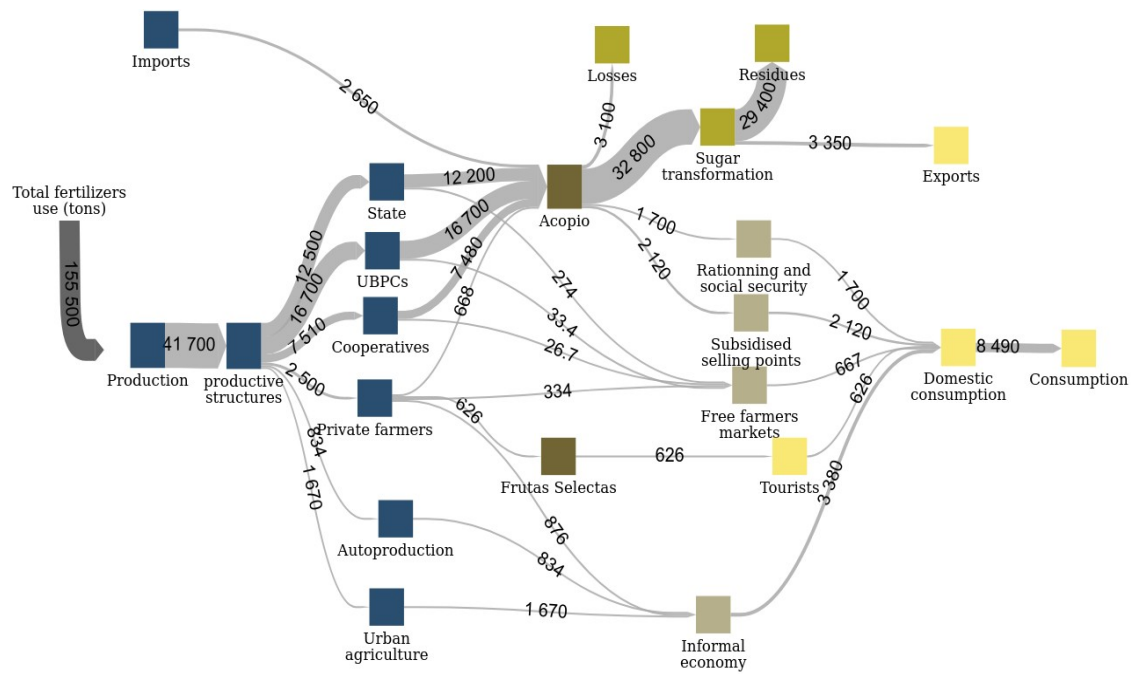 Imports
Losses
Residues
2 650
3 100
29 400
32 800
Sugar
transformation
3 350
Exports
Total fertilizers
use (tons)
12 200
State
Acopio
155 500
12 500
16 700
1 700
Rationning and
social security
UBPCs
7 480
2 120
16 700
668
274
1 700
7 510
Cooperatives
33.4
Subsidised
selling points
2 120
41 700
26.7
8 490
Production
productive
structures
2 500
667
Domestic
consumption
Consumption
334
626
Private farmers
626
Free farmers
markets
834
1 670
Frutas Selectas
626
Tourists
3 380
876
Autoproduction
834
1 670
Urban
agriculture
Informal
economy